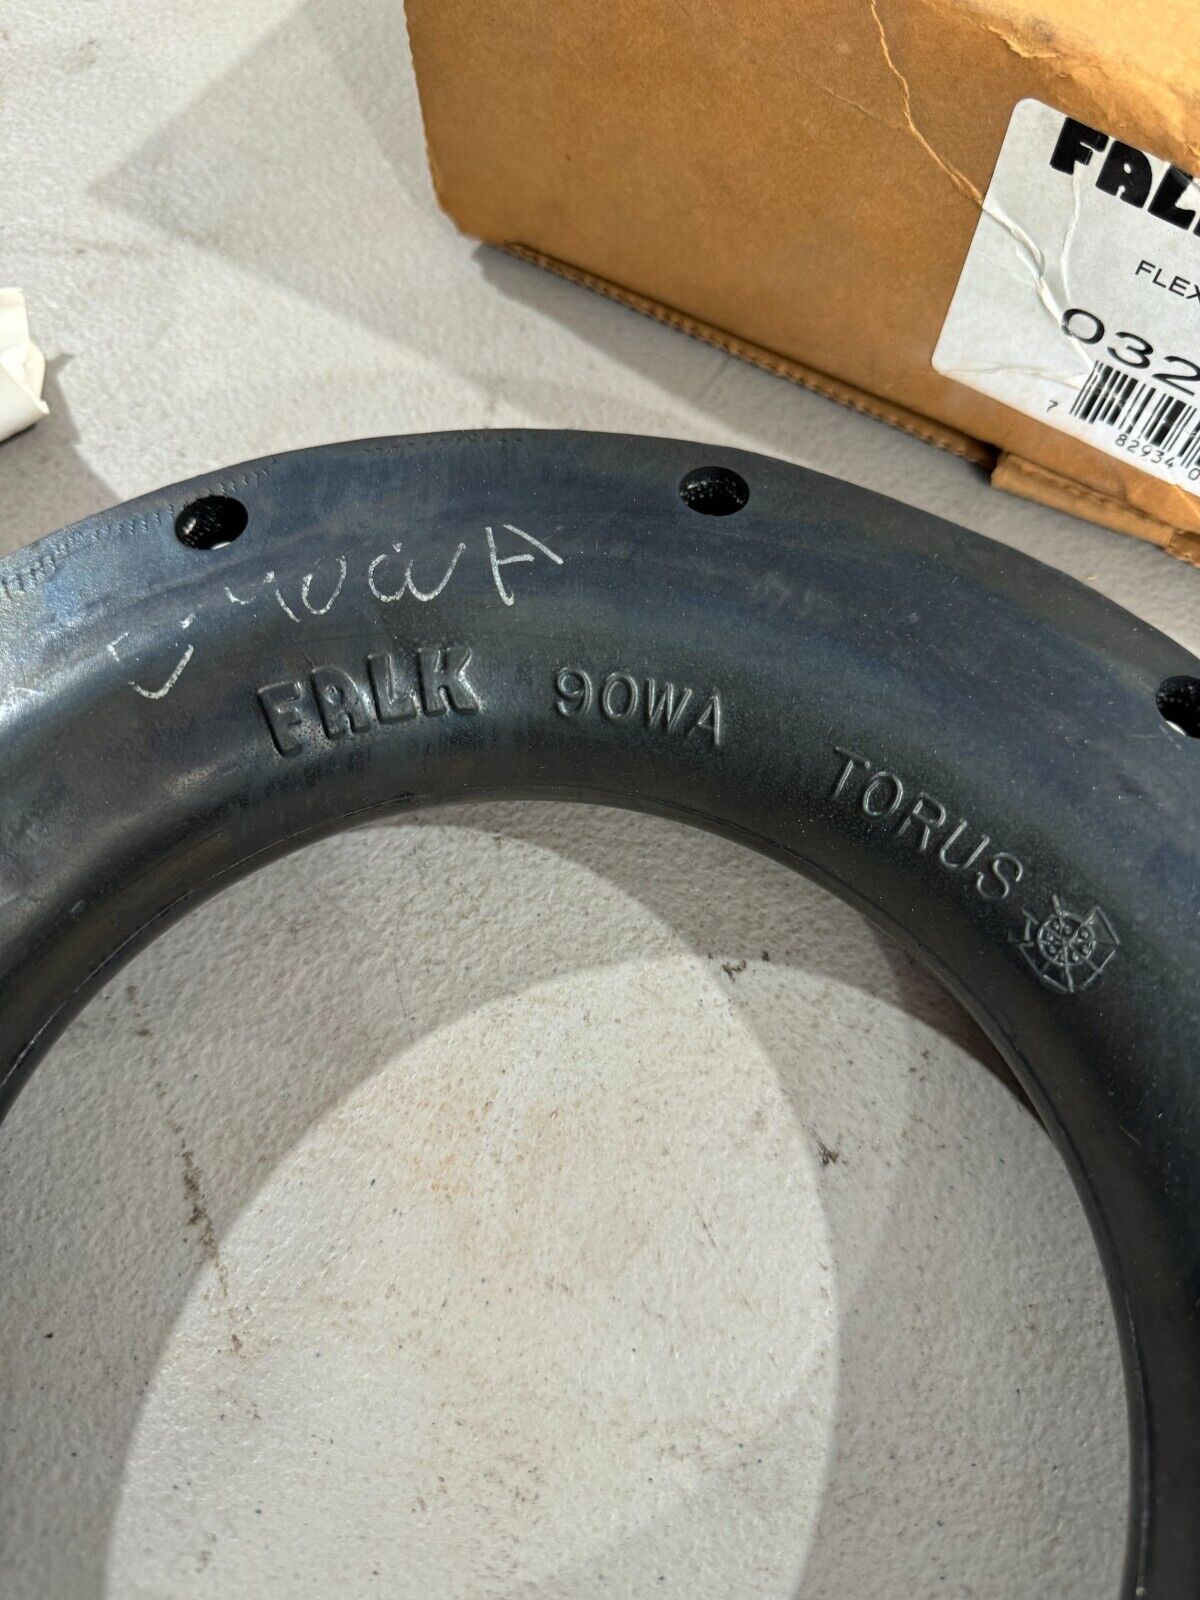 FALK
FLEX
032
7 82934 0
90WA
FALK 90WA TORUS